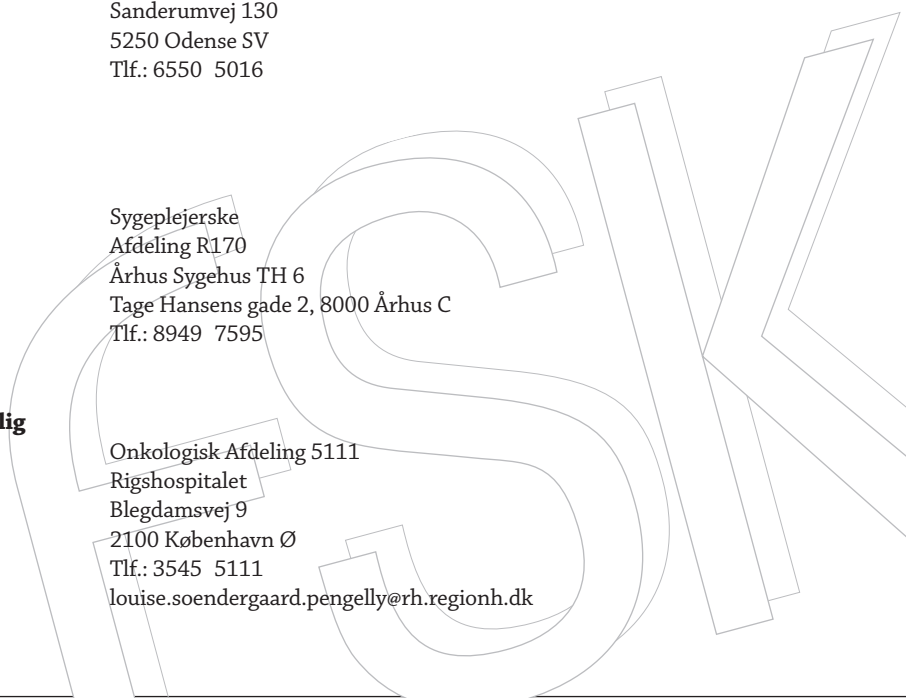 Sanderumvej 130
5250 Odense SV
Tlf.: 6550 5016
Sygeplejerske
Afdeling R170
Århus Sygehus TH 6
Tage Hansens gade 2, 8000 Århus C
Tlf.: 8949 7595
lig
Onkologisk Afdeling 5111
Rigshospitalet
Blegdamsvej 9
2100 København Ø
Tlf.: 3545 5111
louise.soendergaard.pengelly@rh.regionh.dk
fSK